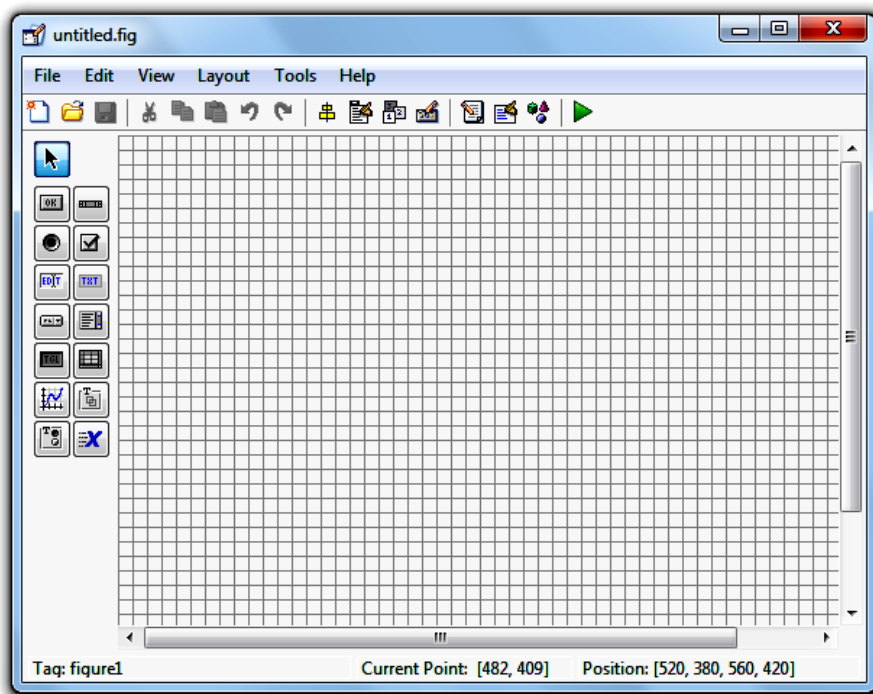 untitled.fig
File Edit View Layout Tools Help
OK
EDIT TXT
TGL
Tag: figure1 Current Point: [482, 409] Position: [520, 380, 560, 420]